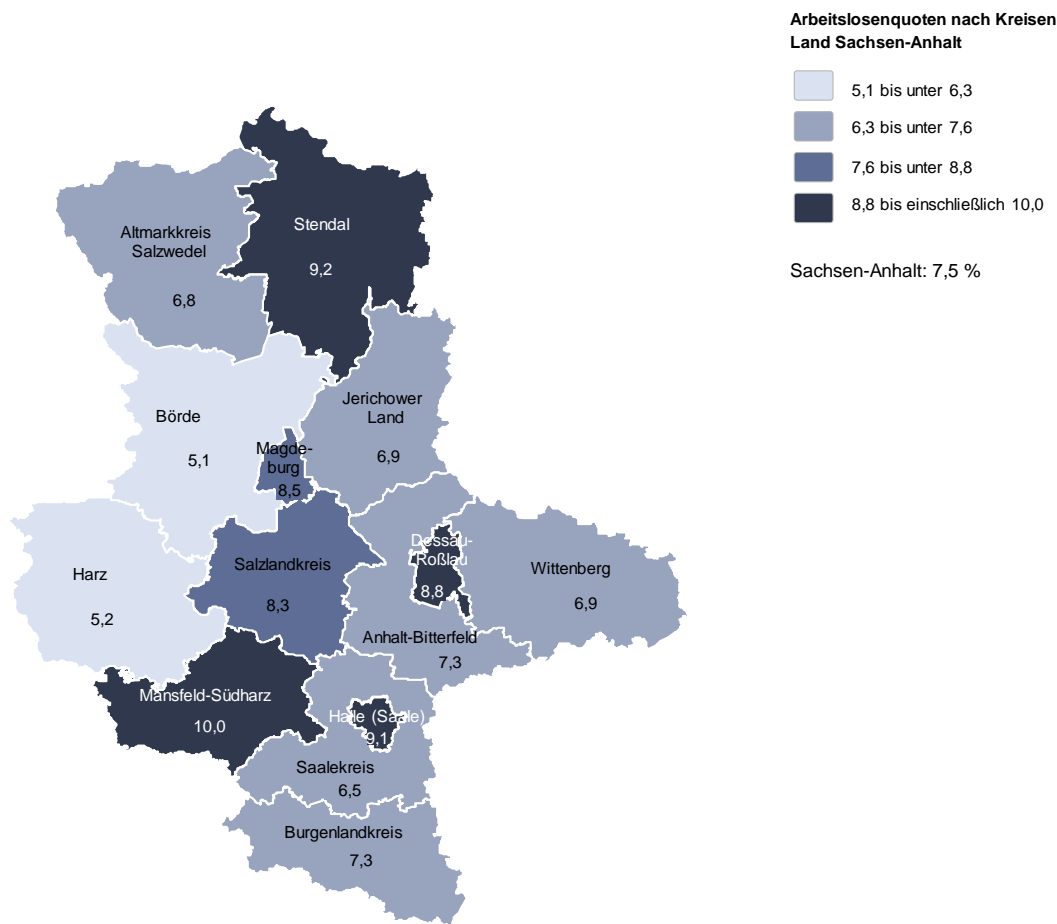 Arbeitslosenquoten nach Kreisen
Land Sachsen-Anhalt
5,1 bis unter 6,3
6,3 bis unter 7,6
7,6 bis unter 8,8
8,8 bis einschließlich 10,0
Sachsen-Anhalt: 7,5 %
Stendal
9,2
Altmarkkreis
Salzwedel
6,8
Jerichower
Land
6,9
Börde
5,1
Magde-
burg
8,5
Dessau-
Roßlau
8,8
Wittenberg
6,9
Harz
5,2
Salzlandkreis
8,3
Anhalt-Bitterfeld
7,3
Mansfeld-Südharz
10,0
Halle (Saale)
9,1
Saalekreis
6,5
Burgenlandkreis
7,3